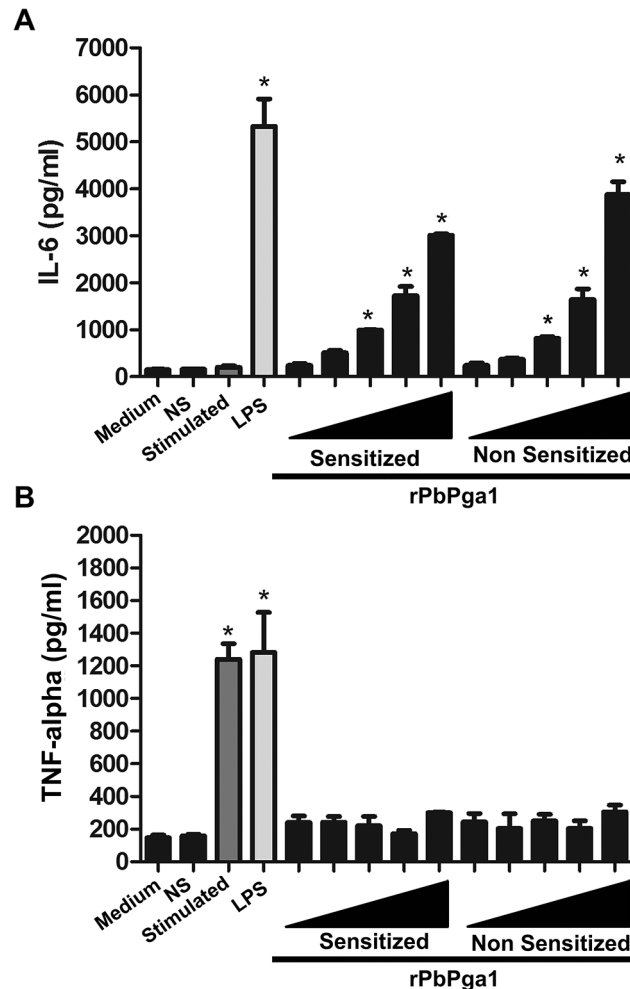 A
7000
6000
5000
4000
3000
2000
1000
0
IL-6 (pg/ml)
*
* * *
* * *
Medium
NS
Stimulated
LPS
Sensitized
Non Sensitized
rPbPga1
B
2000
1800
1600
1400
1200
1000
800
600
400
200
0
TNF-alpha (pg/ml)
* *
Medium
NS
Stimulated
LPS
Sensitized
Non Sensitized
rPbPga1